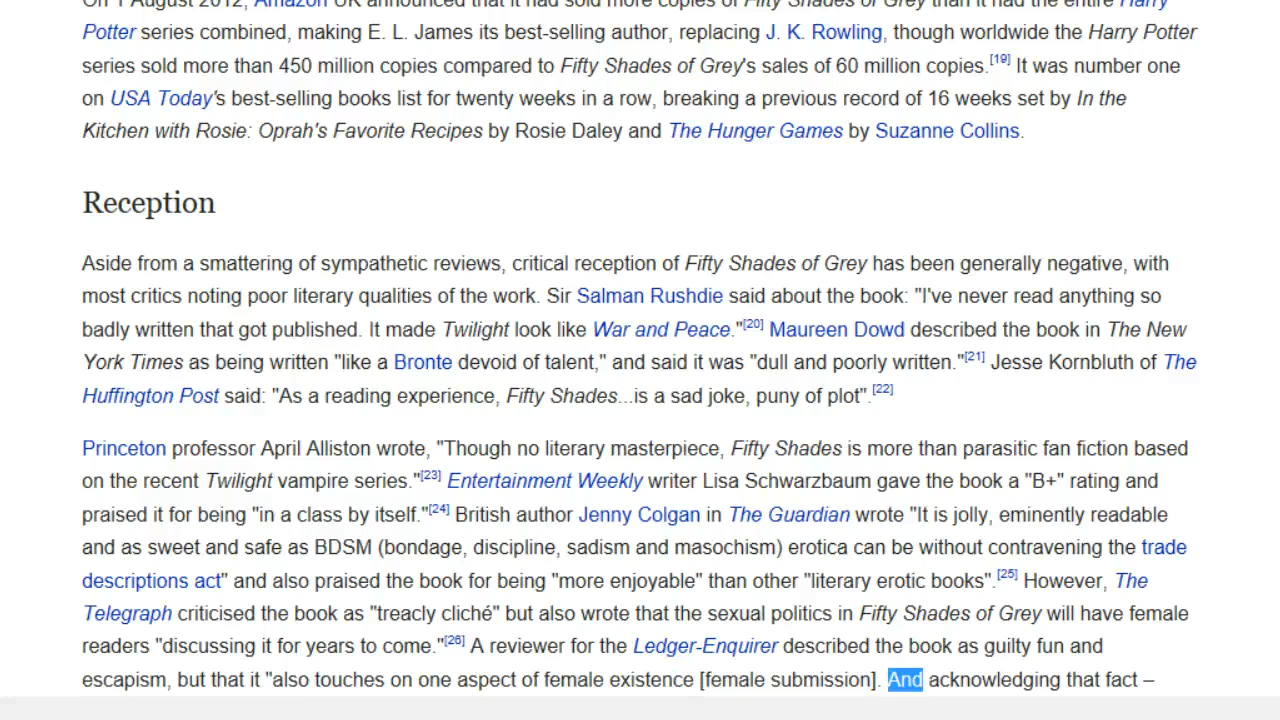 On 1 August 2012, Amazon UK announced that it had sold more copies of Fifty Shades of Grey than it had the entire Harry
Potter series combined, making E. L. James its best-selling author, replacing J. K. Rowling, though worldwide the Harry Potter
series sold more than 450 million copies compared to Fifty Shades of Grey's sales of 60 million copies.[19] It was number one
on USA Today's best-selling books list for twenty weeks in a row, breaking a previous record of 16 weeks set by In the
Kitchen with Rosie: Oprah's Favorite Recipes by Rosie Daley and The Hunger Games by Suzanne Collins.
Reception
Aside from a smattering of sympathetic reviews, critical reception of Fifty Shades of Grey has been generally negative, with
most critics noting poor literary qualities of the work. Sir Salman Rushdie said about the book: "I've never read anything so
badly written that got published. It made Twilight look like War and Peace."[20] Maureen Dowd described the book in The New
York Times as being written "like a Bronte devoid of talent," and said it was "dull and poorly written."[21] Jesse Kornbluth of The
Huffington Post said: "As a reading experience, Fifty Shades...is a sad joke, puny of plot".[22]
Princeton professor April Alliston wrote, "Though no literary masterpiece, Fifty Shades is more than parasitic fan fiction based
on the recent Twilight vampire series."[23] Entertainment Weekly writer Lisa Schwarzbaum gave the book a "B+" rating and
praised it for being "in a class by itself."[24] British author Jenny Colgan in The Guardian wrote "It is jolly, eminently readable
and as sweet and safe as BDSM (bondage, discipline, sadism and masochism) erotica can be without contravening the trade
descriptions act" and also praised the book for being "more enjoyable" than other "literary erotic books".[25] However, The
Telegraph criticised the book as "treacly cliché" but also wrote that the sexual politics in Fifty Shades of Grey will have female
readers "discussing it for years to come."[26] A reviewer for the Ledger-Enquirer described the book as guilty fun and
escapism, but that it "also touches on one aspect of female existence [female submission]. And acknowledging that fact –